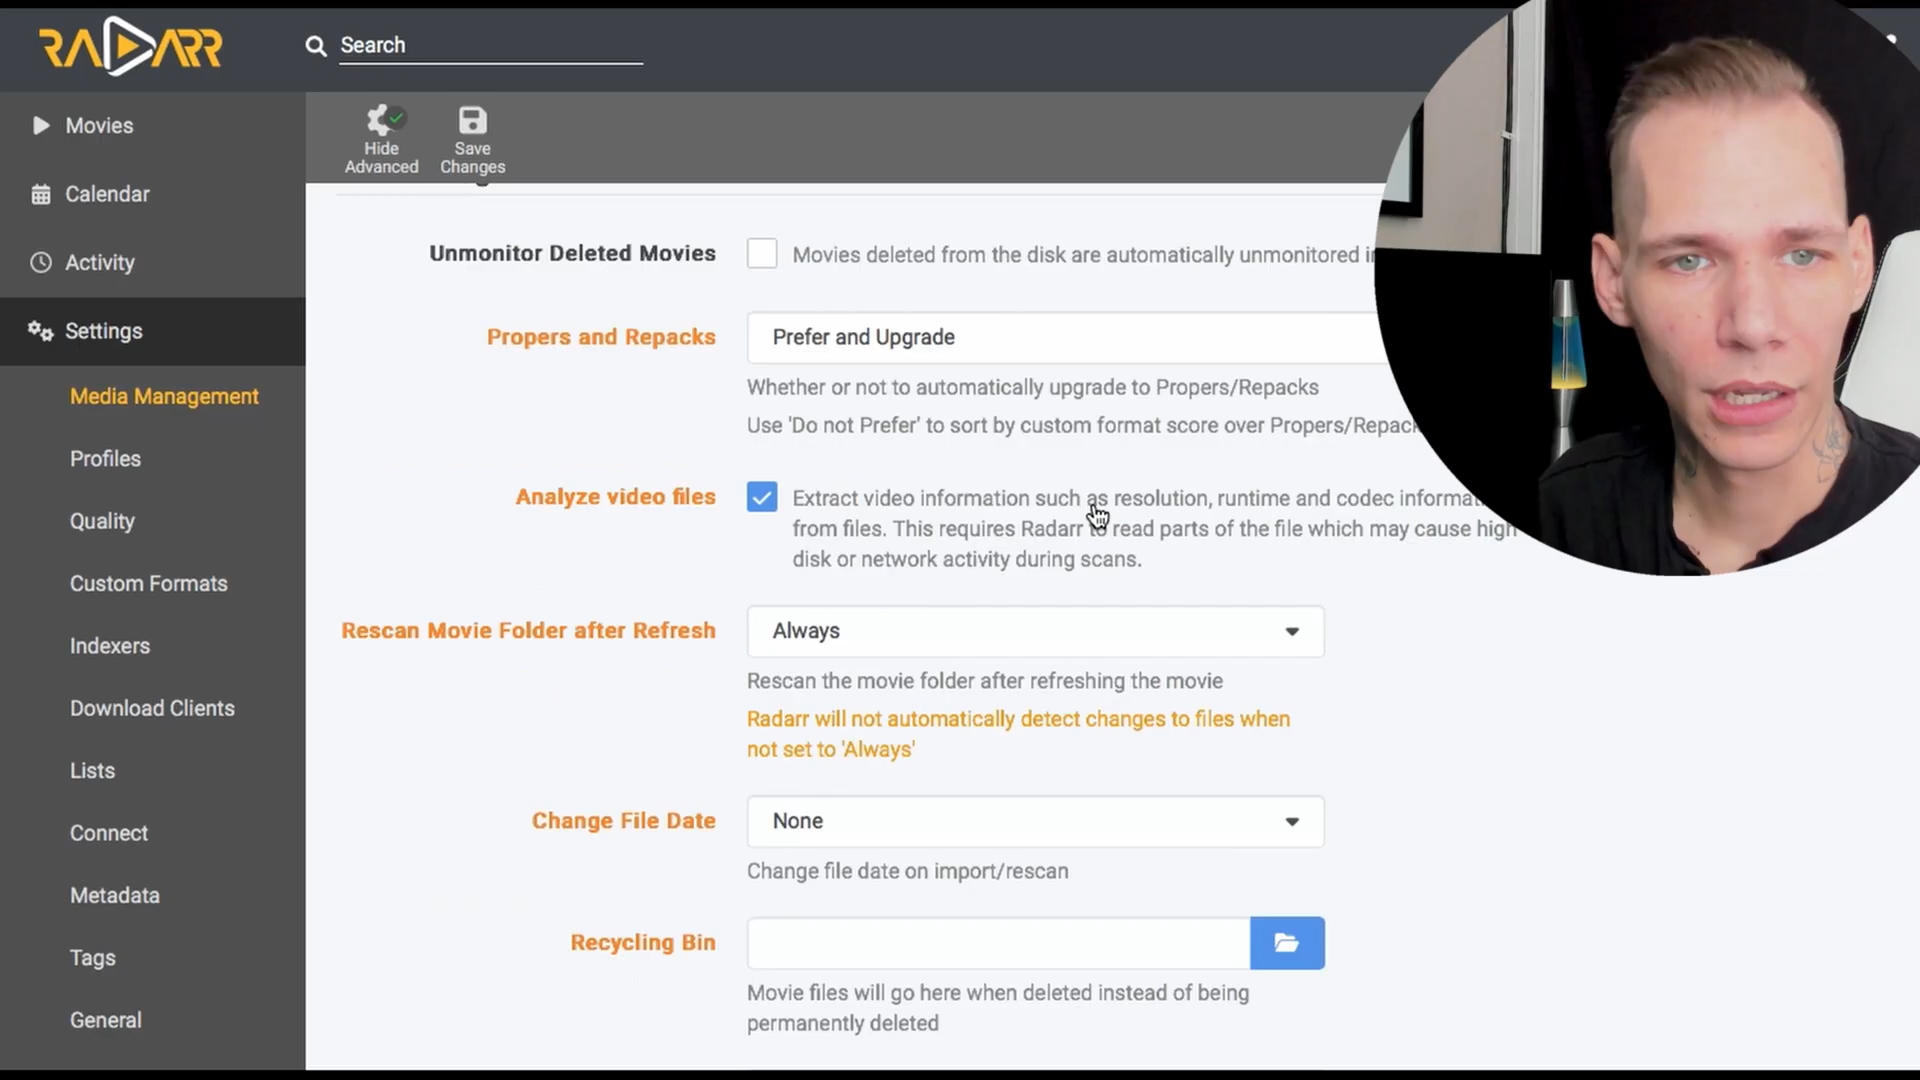 RADARR
Search
Movies
Calendar
Activity
Settings
Media Management
Profiles
Quality
Custom Formats
Indexers
Download Clients
Lists
Connect
Metadata
Tags
General
Hide
Advanced
Save
Changes
Unmonitor Deleted Movies
Movies deleted from the disk are automatically unmonitored
Propers and Repacks
Prefer and Upgrade
Whether or not to automatically upgrade to Propers/Repacks
Use 'Do not Prefer' to sort by custom format score over Propers/Repack
Analyze video files
Extract video information such as resolution, runtime and codec informat
from files. This requires Radarr to read parts of the file which may cause high
disk or network activity during scans.
Rescan Movie Folder after Refresh
Always
Rescan the movie folder after refreshing the movie
Radarr will not automatically detect changes to files when
not set to 'Always'
Change File Date
None
Change file date on import/rescan
Recycling Bin
Movie files will go here when deleted instead of being
permanently deleted